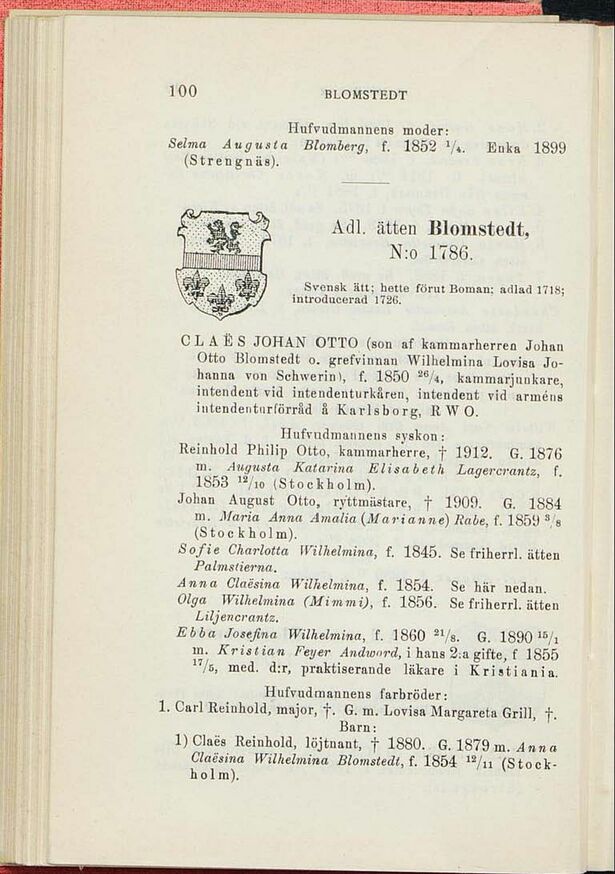 100
BLOMSTEDT
Hufvudmannens moder:
Selma Augusta Blomberg, f. 1852 ¹/₄. Enka 1899
(Strengnäs).
Adl. ätten Blomstedt,
N:o 1786.
Svensk ätt; hette förut Boman; adlad 1718;
introducerad 1726.
CLAËS JOHAN OTTO (son af kammarherren Johan
Otto Blomstedt o. grefvinnan Wilhelmina Lovisa Jo-
hanna von Schwerin), f. 1850 ²⁶/₄, kammarjunkare,
intendent vid intendenturkåren, intendent vid arméns
intendenturförråd å Karlsborg, RWO.
Hufvudmannens syskon:
Reinhold Philip Otto, kammarherre, † 1912. G. 1876
m. Augusta Katarina Elisabeth Lagercrantz, f.
1853 ¹²/₁₀ (Stockholm).
Johan August Otto, ryttmästare, † 1909. G. 1884
m. Maria Anna Amalia (Marianne) Rabe, f. 1859 ³/₈
(Stockholm).
Sofie Charlotta Wilhelmina, f. 1845. Se friherrl. ätten
Palmstierna.
Anna Claësina Wilhelmina, f. 1854. Se här nedan.
Olga Wilhelmina (Mimmi), f. 1856. Se friherrl. ätten
Liljencrantz.
Ebba Josefina Wilhelmina, f. 1860 ²¹/₈. G. 1890 ¹⁵/₁
m. Kristian Feyer Andword, i hans 2:a gifte, f 1855
¹⁷/₅, med. d:r, praktiserande läkare i Kristiania.
Hufvudmannens farbröder:
1. Carl Reinhold, major, †. G. m. Lovisa Margareta Grill, †.
Barn:
1) Claës Reinhold, löjtnant, † 1880. G. 1879 m. Anna
Claësina Wilhelmina Blomstedt, f. 1854 ¹²/₁₁ (Stock-
holm).